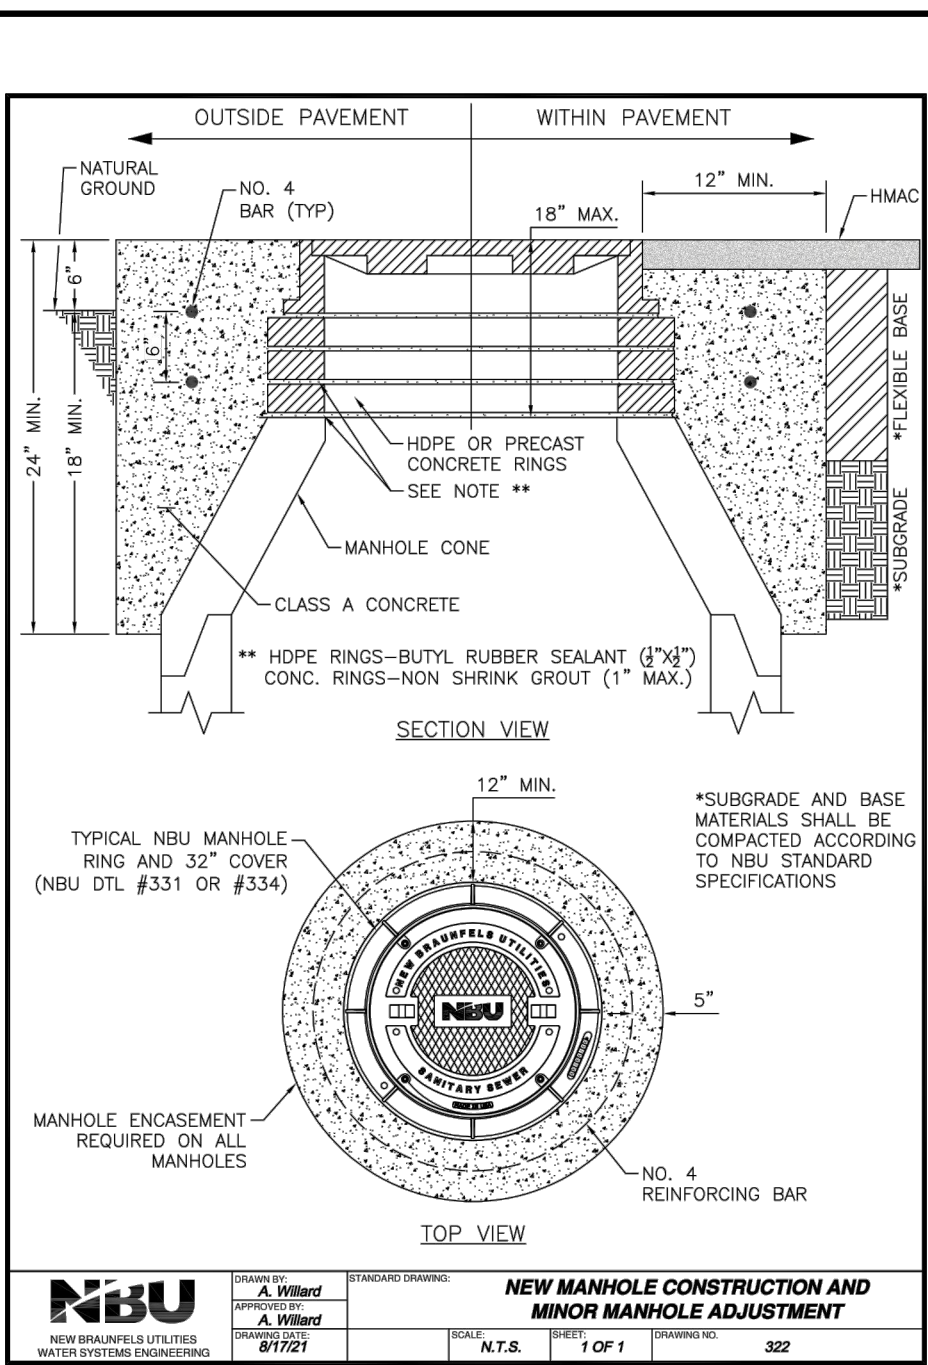 OUTSIDE PAVEMENT
WITHIN PAVEMENT
NATURAL
GROUND
NO. 4
BAR (TYP)
18" MAX.
12" MIN.
HMAC
6"
6"
24" MIN.
18" MIN.
*FLEXIBLE BASE
*SUBGRADE
HDPE OR PRECAST
CONCRETE RINGS
SEE NOTE **
MANHOLE CONE
CLASS A CONCRETE
** HDPE RINGS-BUTYL RUBBER SEALANT (½"X½")
CONC. RINGS-NON SHRINK GROUT (1" MAX.)
SECTION VIEW
12" MIN.
*SUBGRADE AND BASE
MATERIALS SHALL BE
COMPACTED ACCORDING
TO NBU STANDARD
SPECIFICATIONS
TYPICAL NBU MANHOLE
RING AND 32" COVER
(NBU DTL #331 OR #334)
NEW BRAUNFELS UTILITIES
NBU
SANITARY SEWER
MADE IN USA
5"
MANHOLE ENCASEMENT
REQUIRED ON ALL
MANHOLES
NO. 4
REINFORCING BAR
TOP VIEW
NBU
NEW BRAUNFELS UTILITIES
WATER SYSTEMS ENGINEERING
DRAWN BY:
A. Willard
APPROVED BY:
A. Willard
DRAWING DATE:
8/17/21
STANDARD DRAWING:
NEW MANHOLE CONSTRUCTION AND
MINOR MANHOLE ADJUSTMENT
SCALE:
N.T.S.
SHEET:
1 OF 1
DRAWING NO.
322